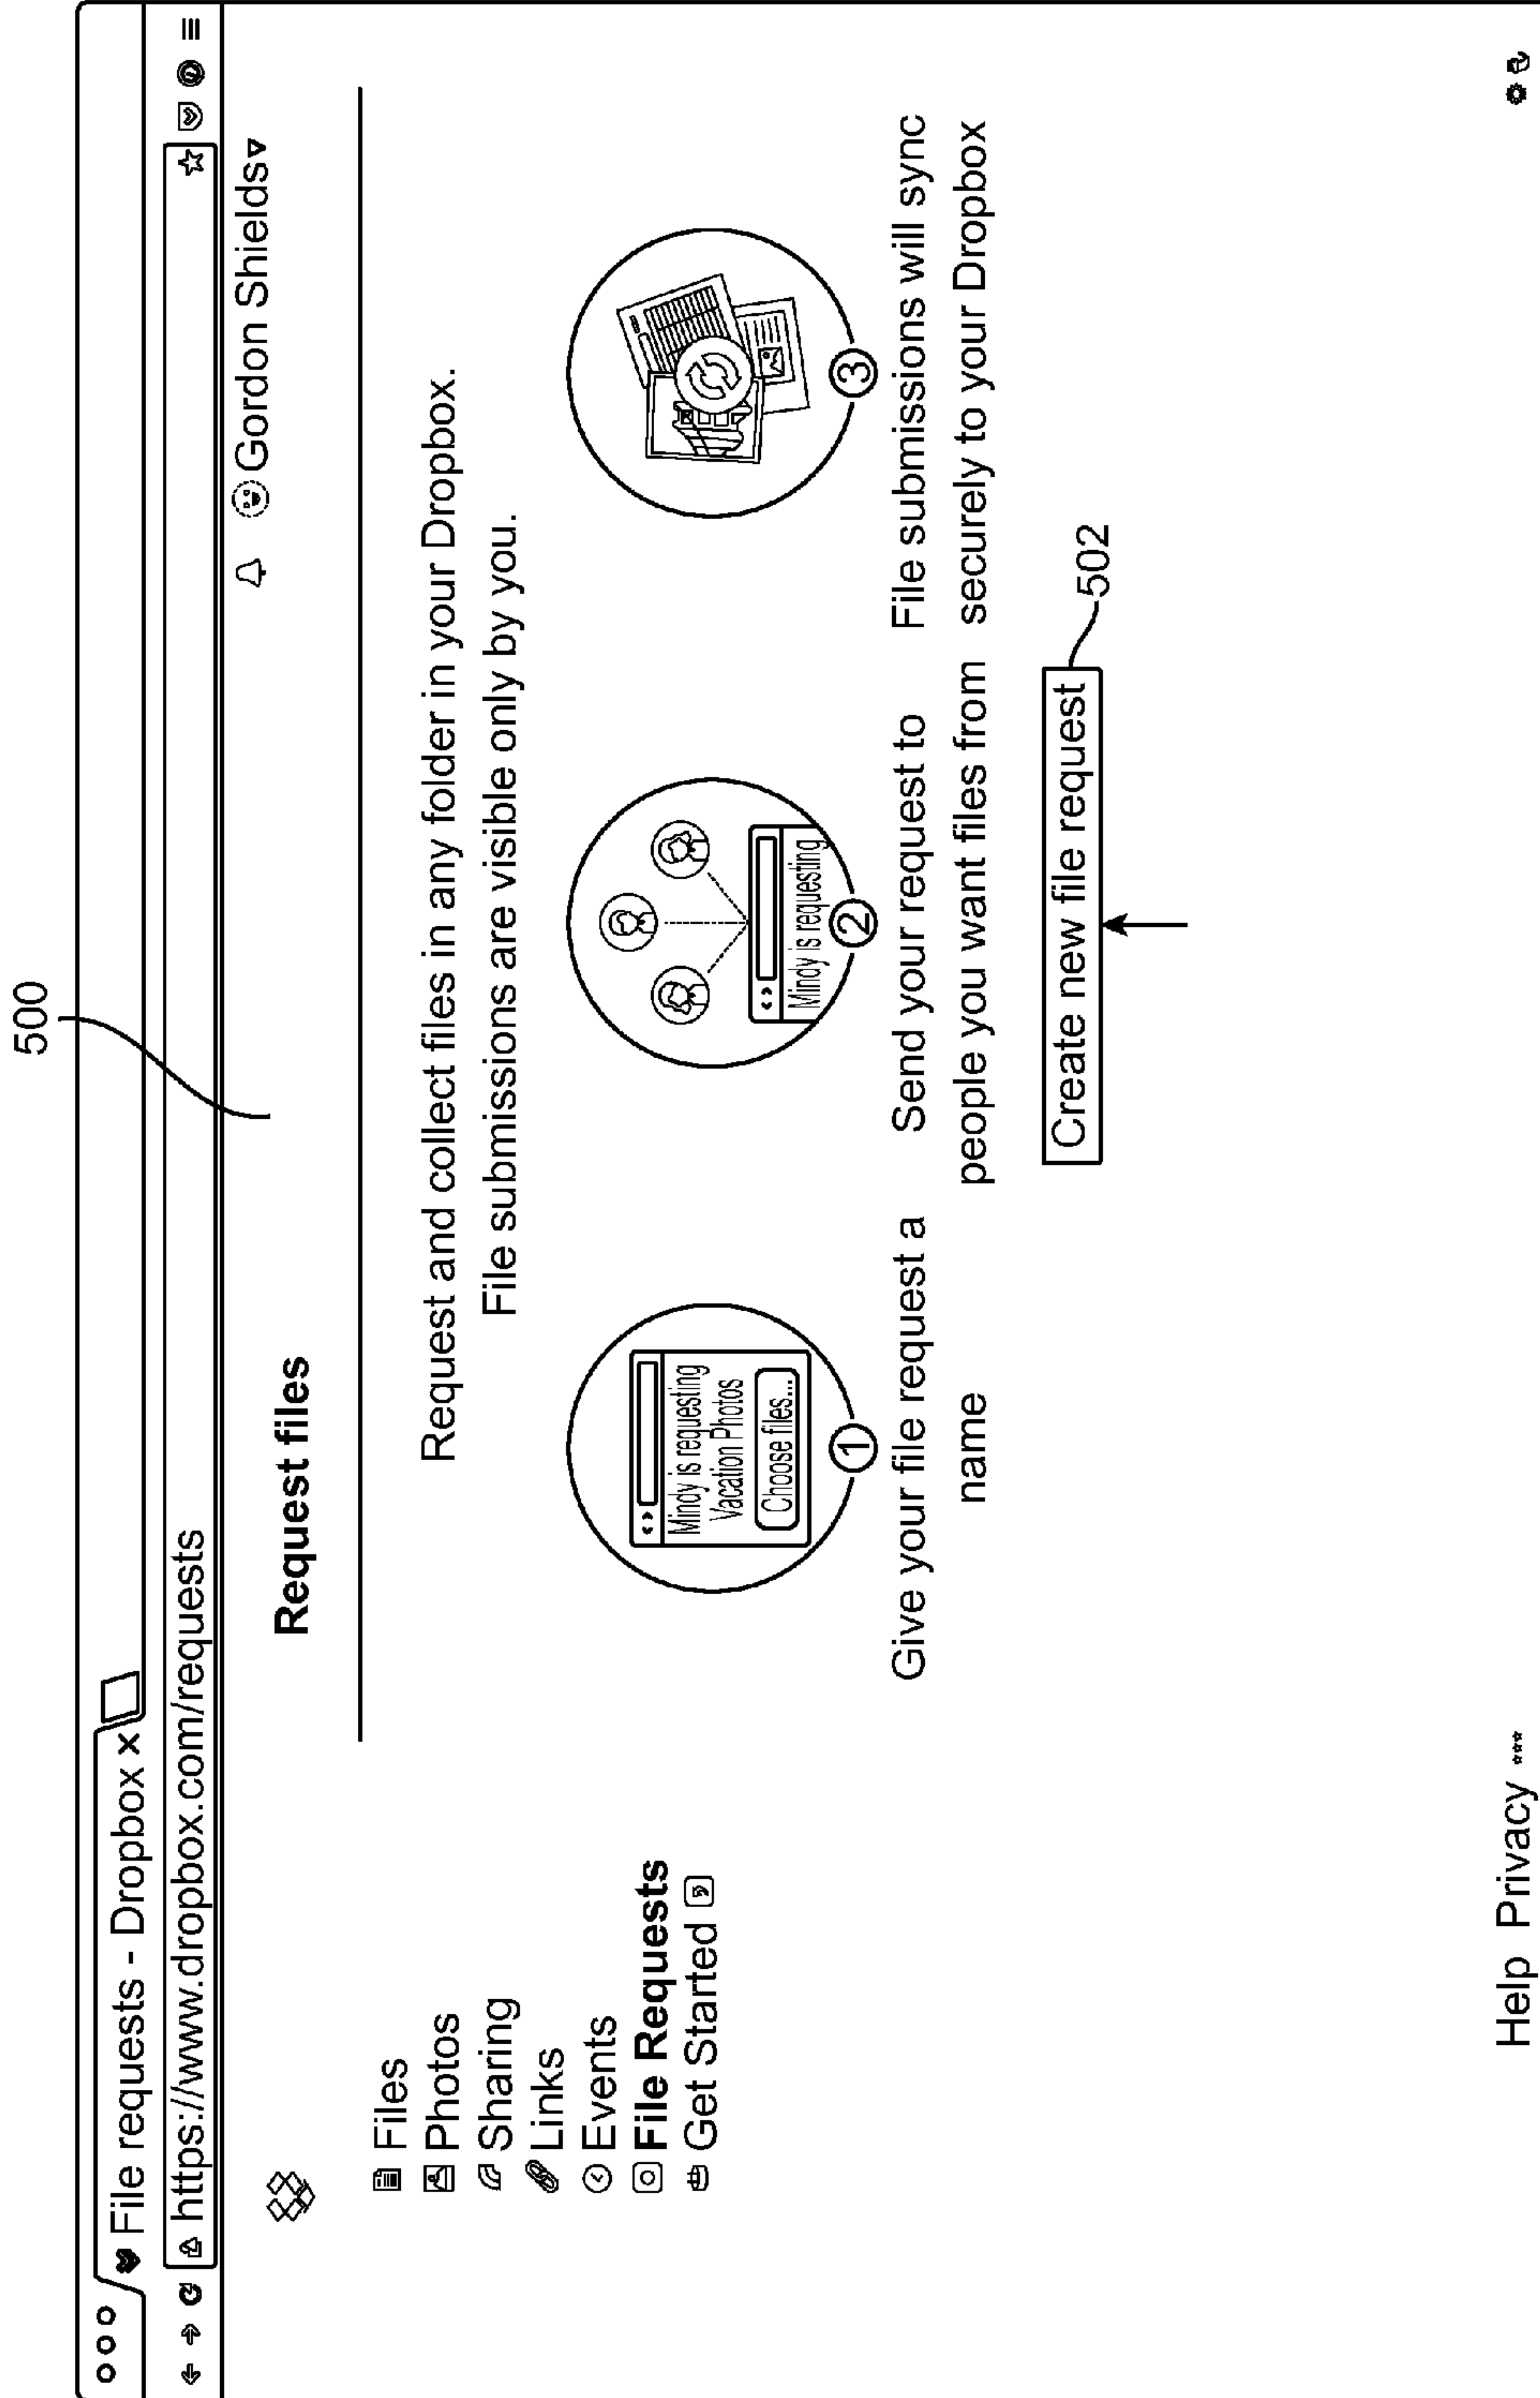 500
File requests - Dropbox x
https://www.dropbox.com/requests
Gordon Shields
Request files
Files
Photos
Sharing
Links
Events
File Requests
Get Started
Request and collect files in any folder in your Dropbox.
File submissions are visible only by you.
Mindy is requesting
Vacation Photos
Choose files...
1
Give your file request a
name
Mindy is requesting
2
Send your request to
people you want files from
3
File submissions will sync
securely to your Dropbox
Create new file request
502
Help Privacy